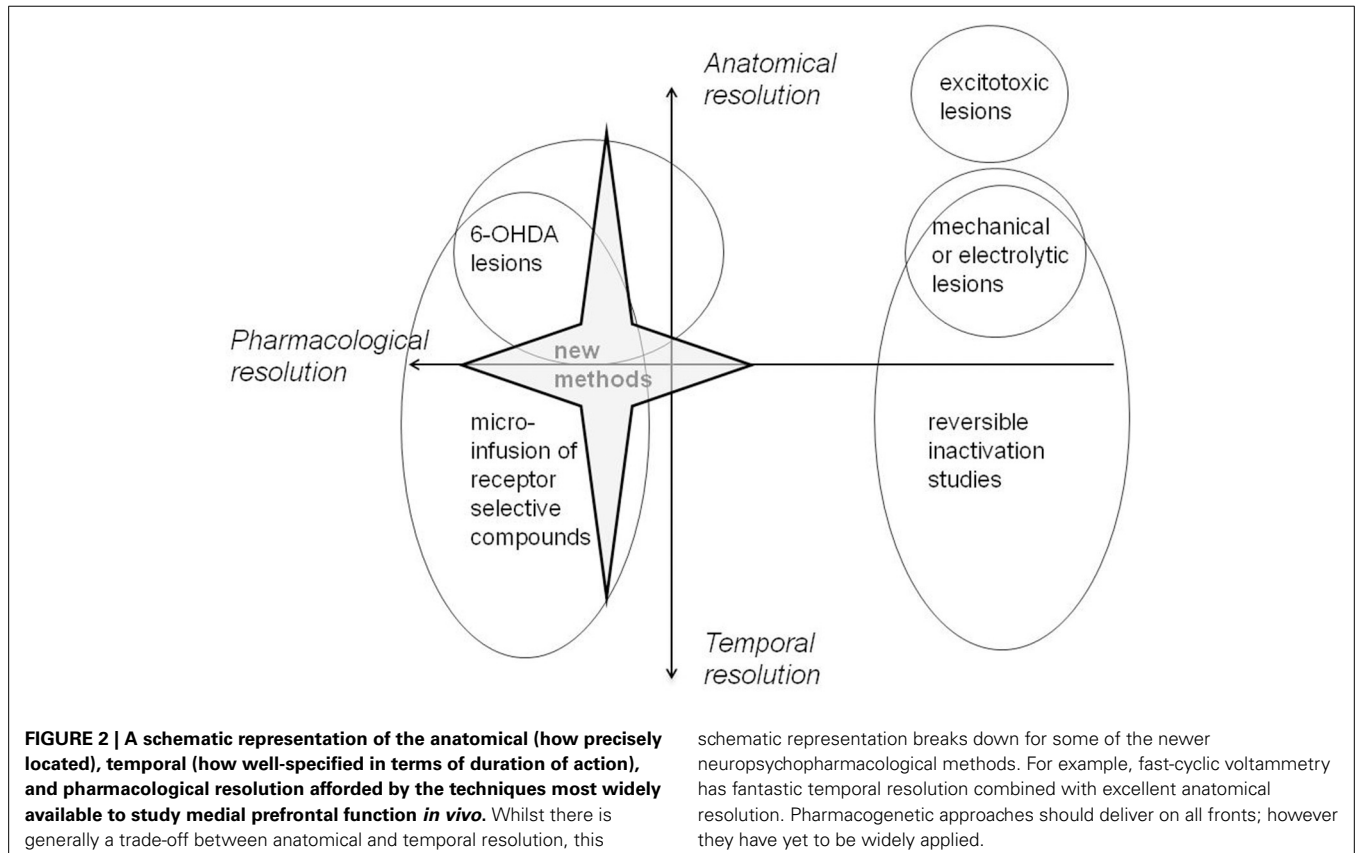 Anatomical
resolution
excitotoxic
lesions
6-OHDA
lesions
mechanical
or electrolytic
lesions
Pharmacological
resolution
new
methods
micro-
infusion of
receptor
selective
compounds
reversible
inactivation
studies
Temporal
resolution
FIGURE 2 | A schematic representation of the anatomical (how precisely
located), temporal (how well-specified in terms of duration of action),
and pharmacological resolution afforded by the techniques most widely
available to study medial prefrontal function in vivo. Whilst there is
generally a trade-off between anatomical and temporal resolution, this
schematic representation breaks down for some of the newer
neuropsychopharmacological methods. For example, fast-cyclic voltammetry
has fantastic temporal resolution combined with excellent anatomical
resolution. Pharmacogenetic approaches should deliver on all fronts; however
they have yet to be widely applied.